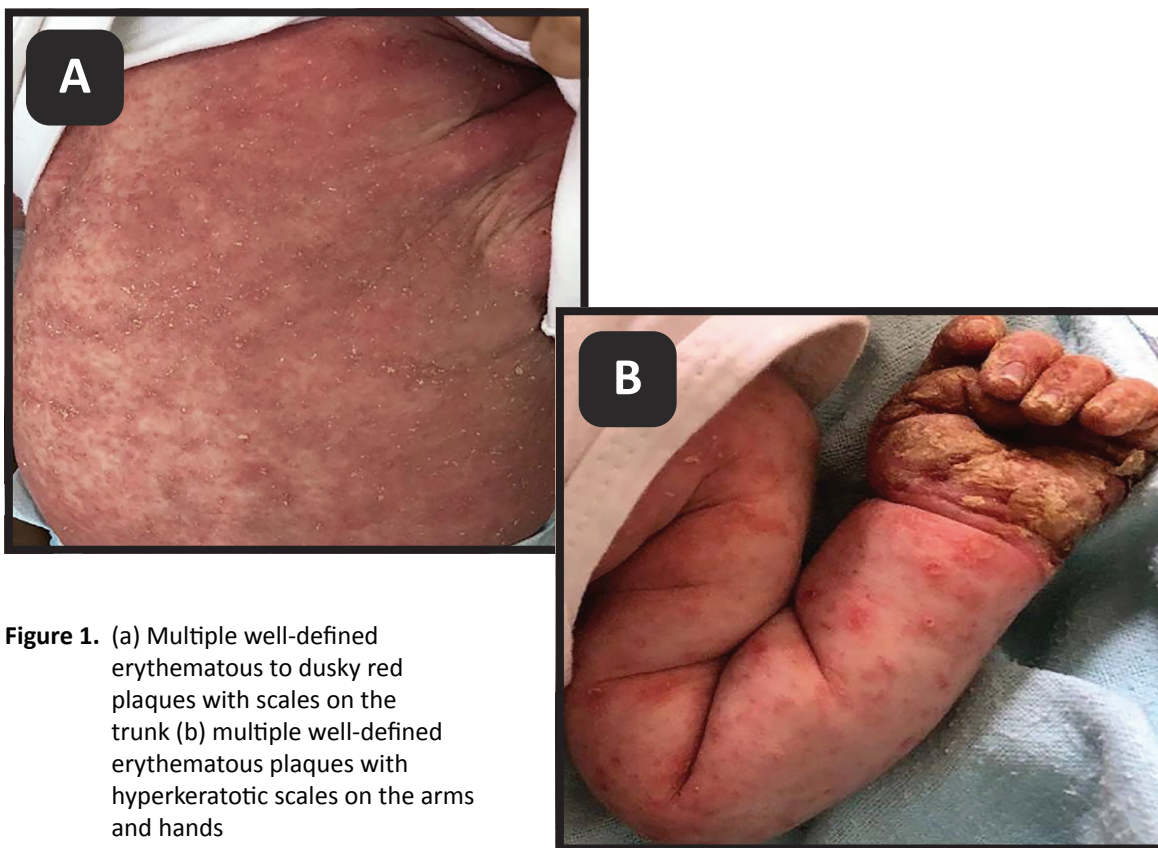 A
B
Figure 1. (a) Multiple well-defined
erythematous to dusky red
plaques with scales on the
trunk (b) multiple well-defined
erythematous plaques with
hyperkeratotic scales on the arms
and hands